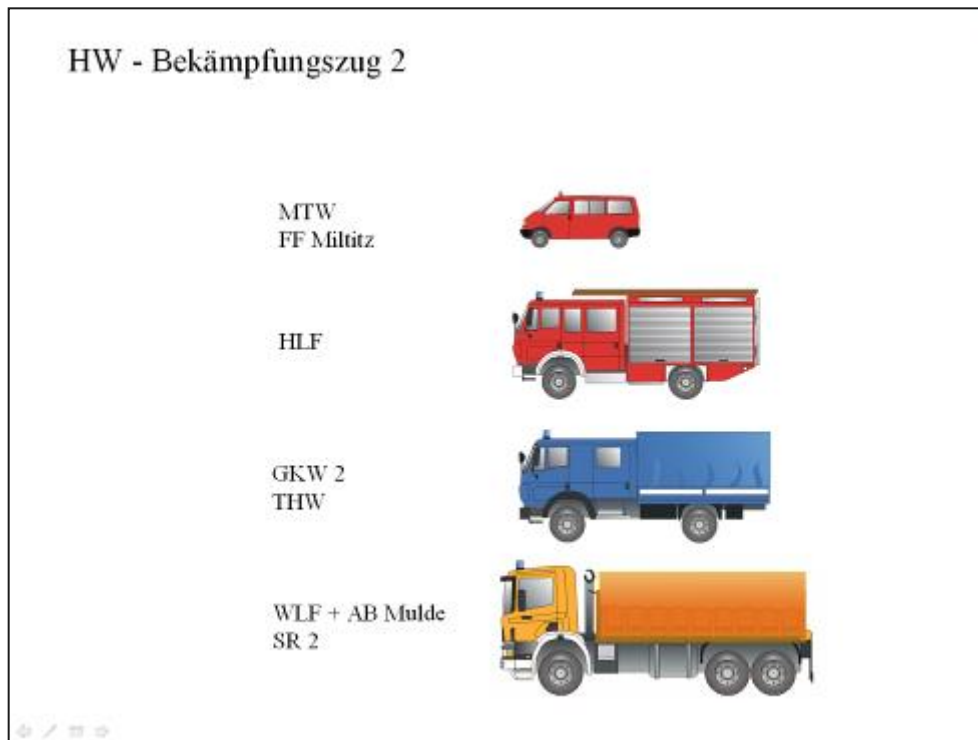 HW - Bekämpfungszug 2
MTW
FF Miltitz
HLF
GKW 2
THW
WLF + AB Mulde
SR 2